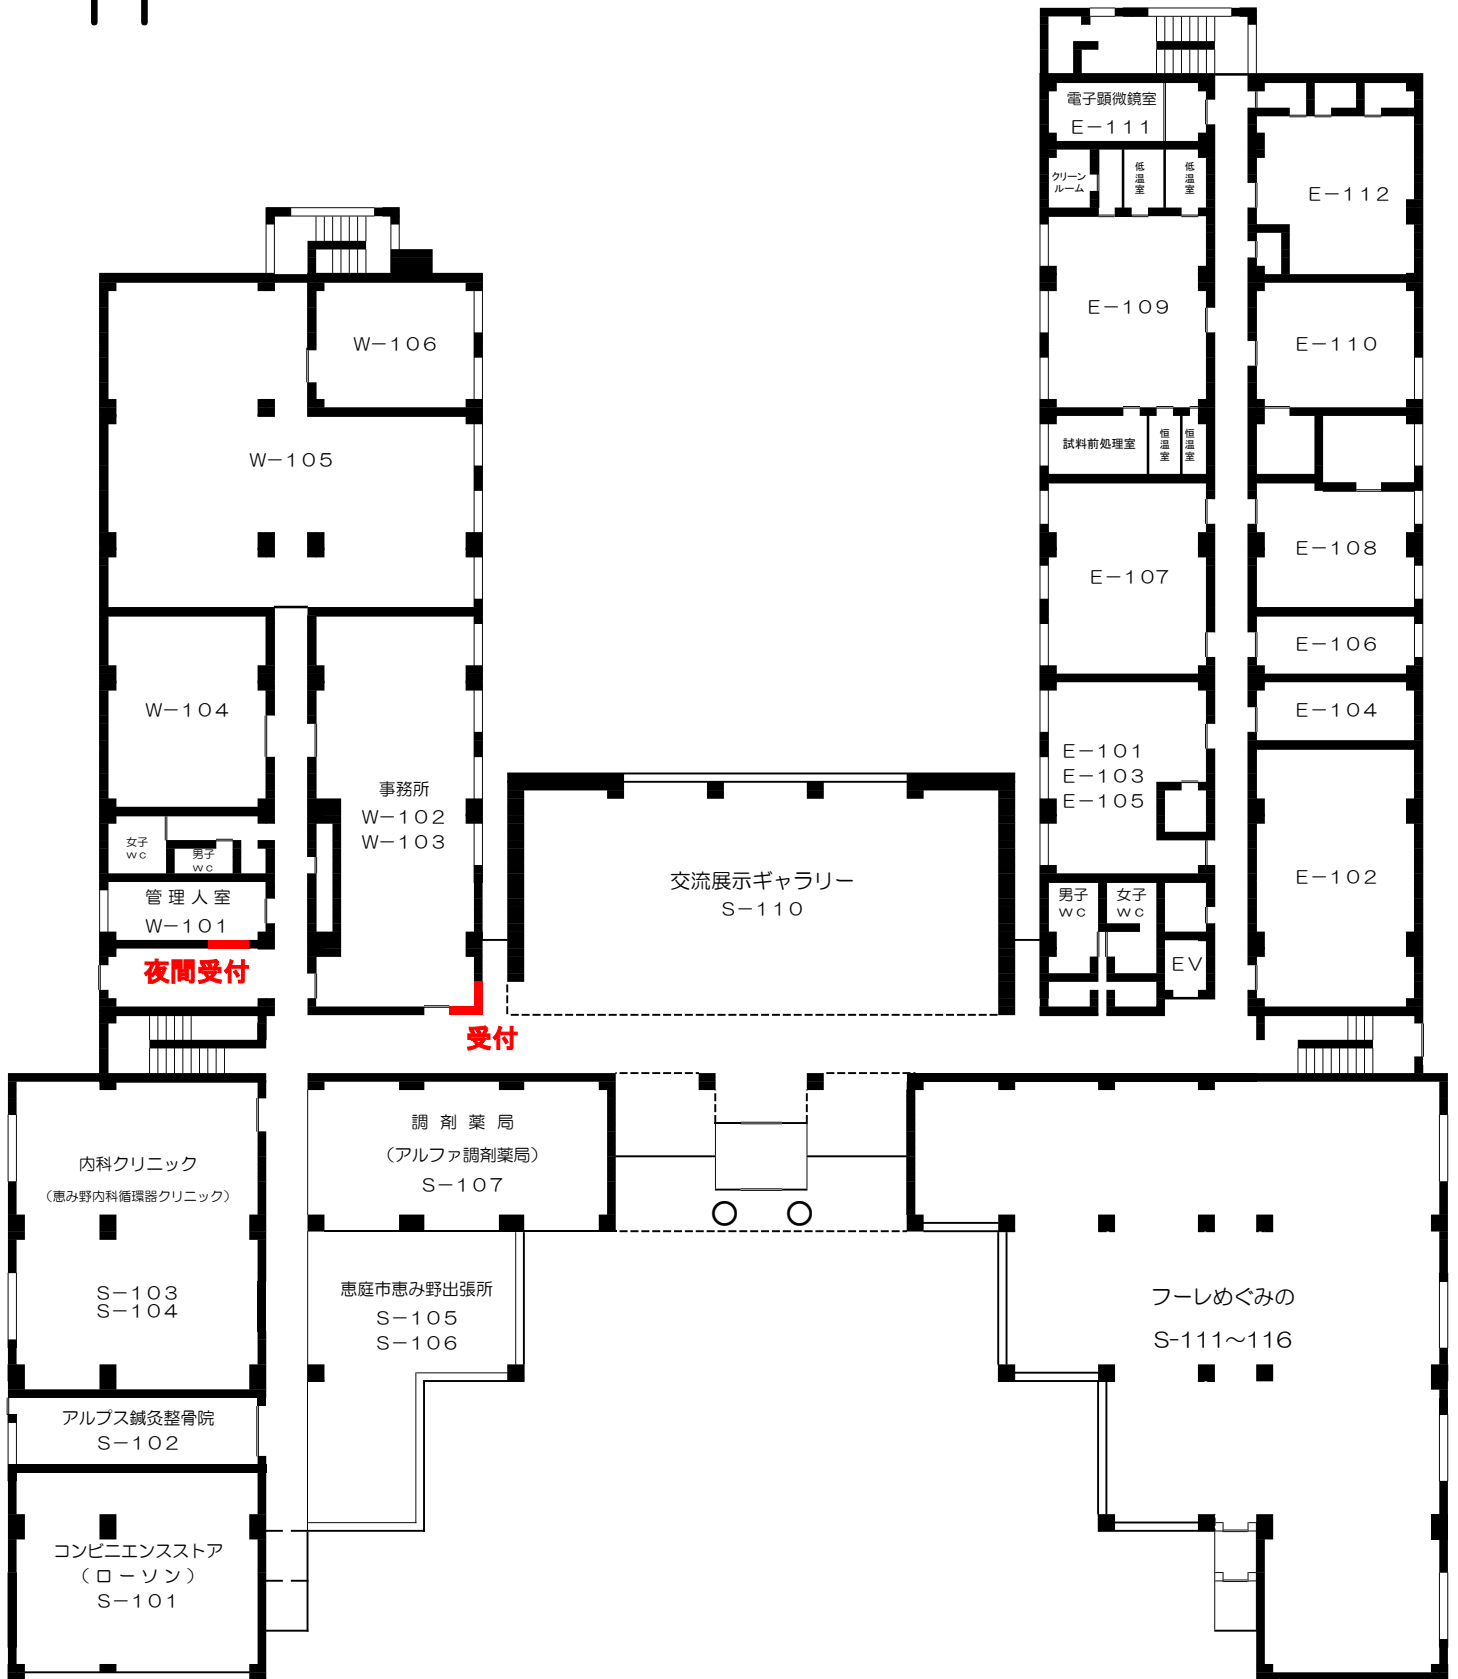 電子顕微鏡室
E-111
クリーン
ルーム
低温室
低温室
E-112
E-109
E-110
W-106
W-105
試料前処理室
恒温室
恒温室
E-107
E-108
E-106
E-104
W-104
E-101
E-103
E-105
事務所
W-102
W-103
女子
wc
男子
wc
交流展示ギャラリー
S-110
E-102
管理人室
W-101
男子
wc
女子
wc
EV
夜間受付
受付
調剤薬局
(アルファ調剤薬局)
S-107
内科クリニック
(恵み野内科循環器クリニック)
S-103
S-104
恵庭市恵み野出張所
S-105
S-106
フーレめぐみの
S-111～116
アルプス鍼灸整骨院
S-102
コンビニエンスストア
(ローソン)
S-101